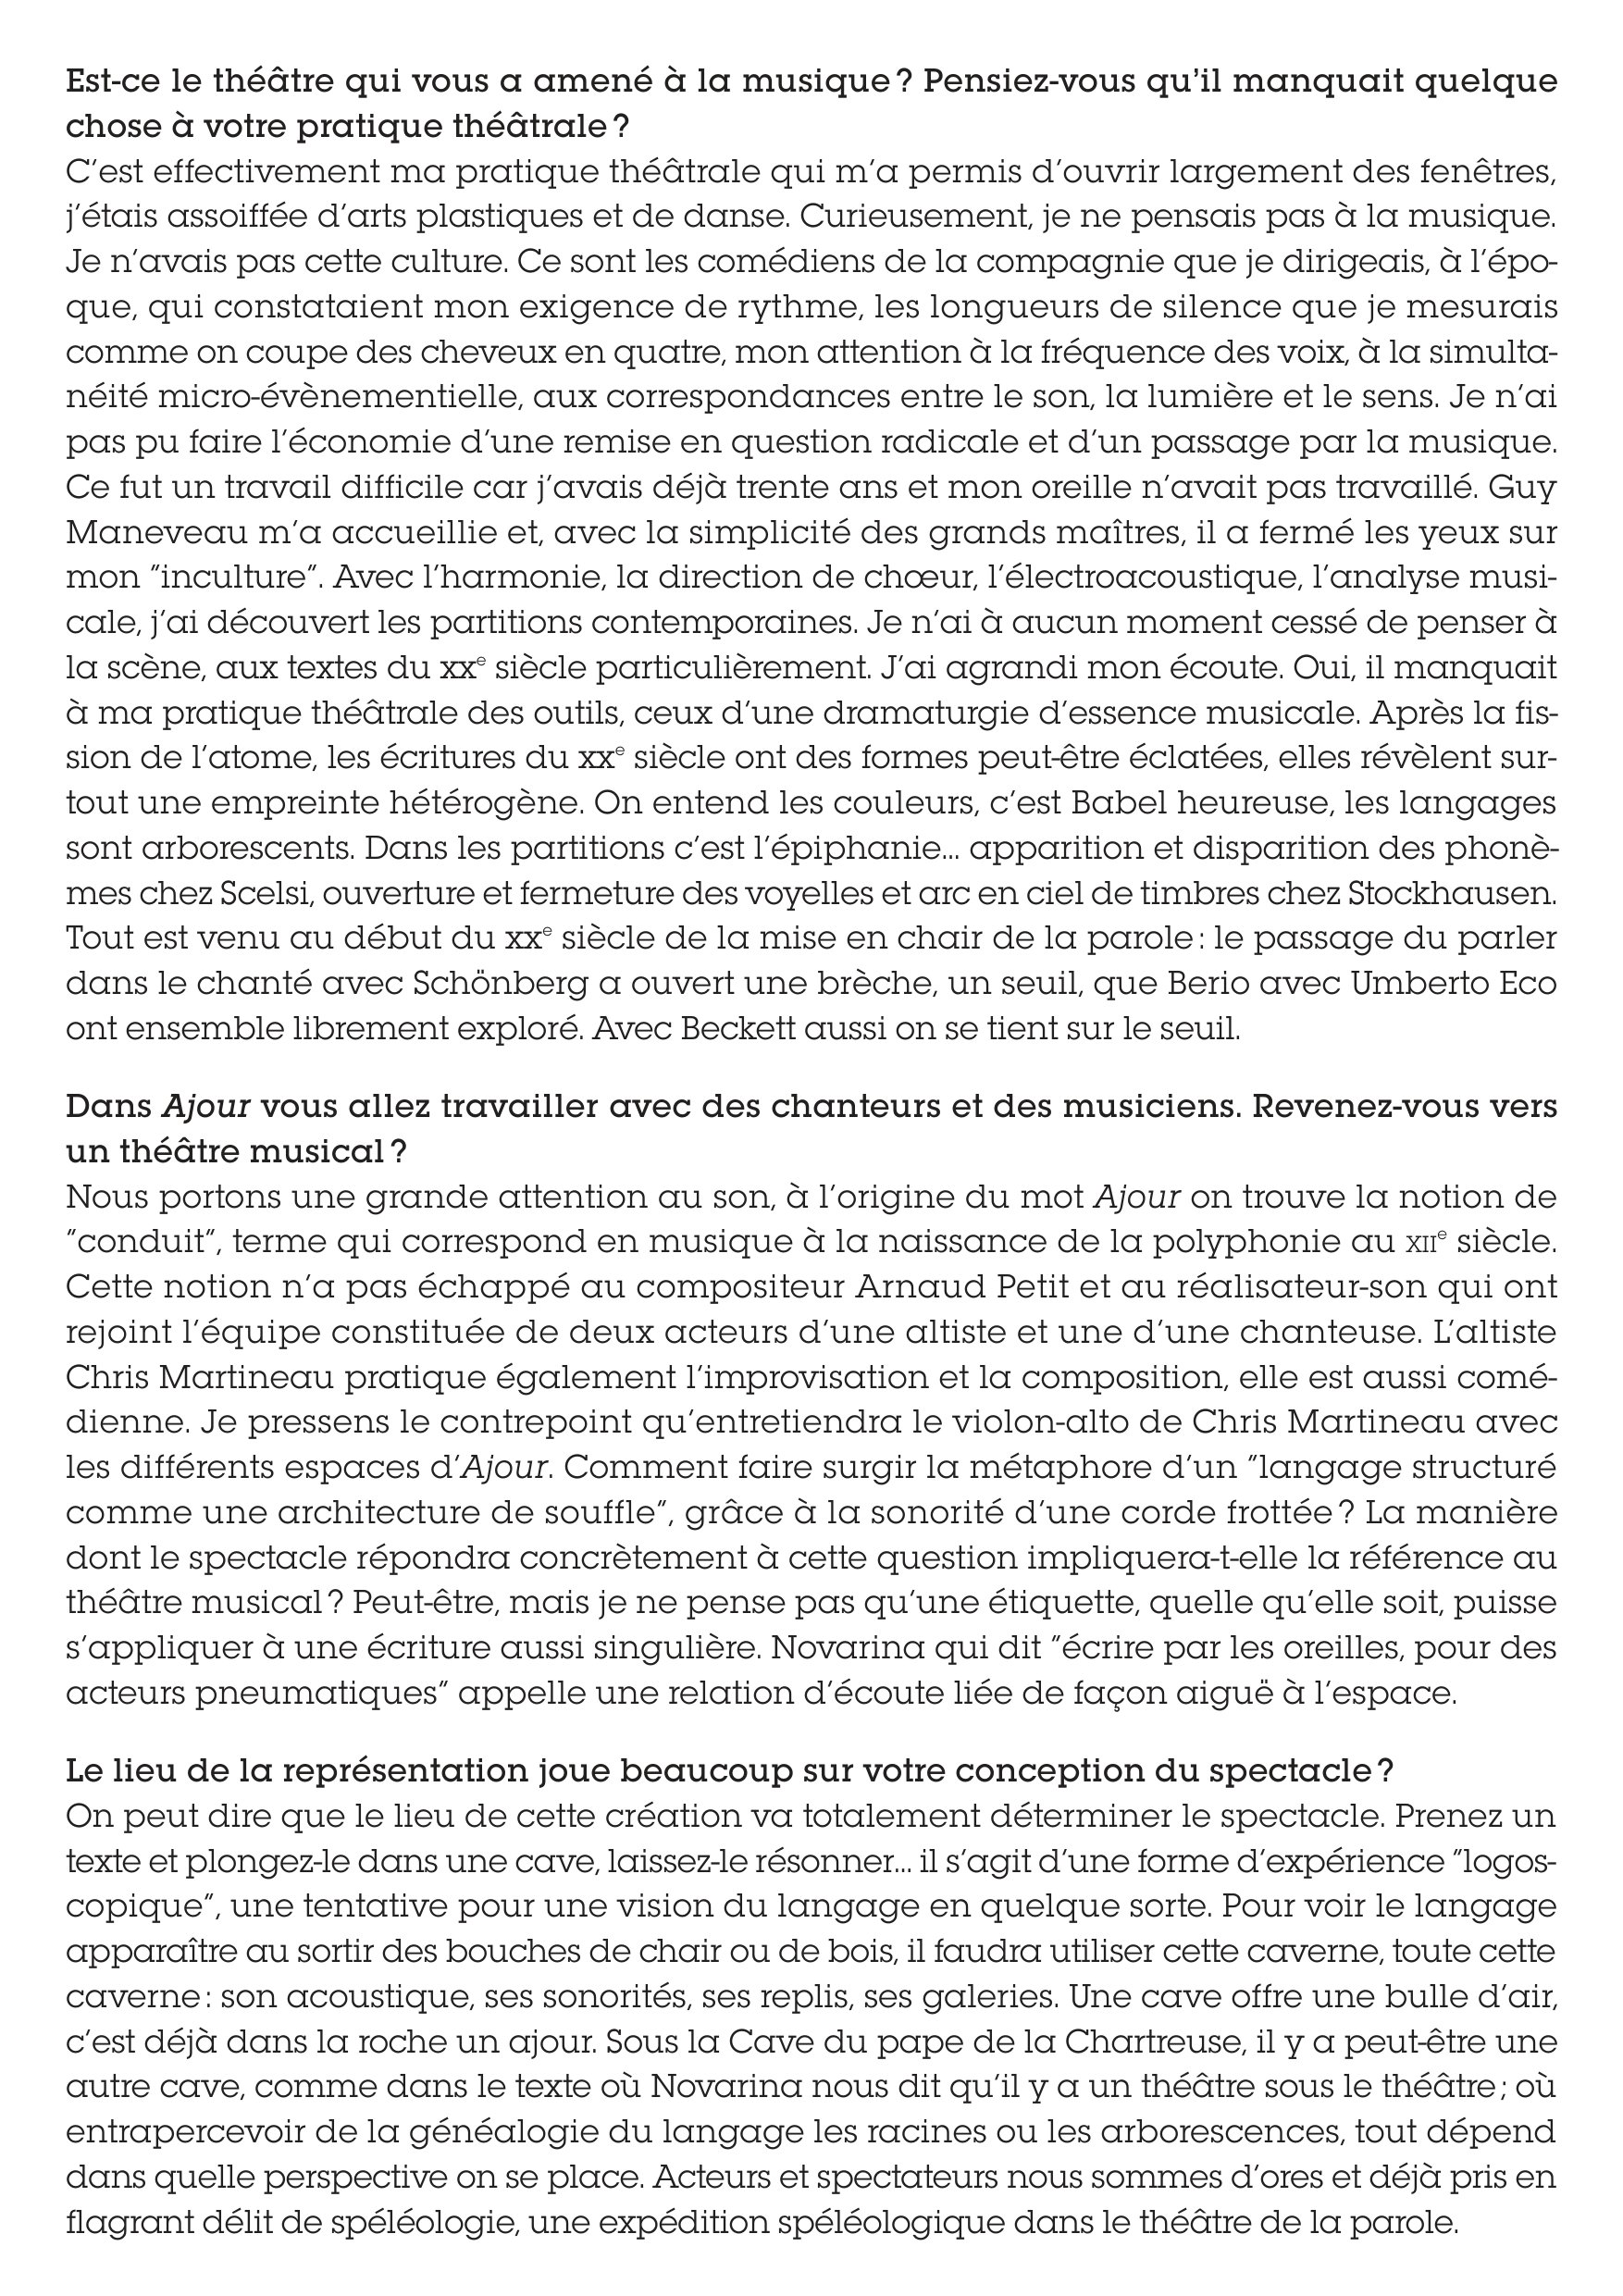 Est-ce le théâtre qui vous a amené à la musique ? Pensiez-vous qu’il manquait quelque
chose à votre pratique théâtrale ?
C’est effectivement ma pratique théâtrale qui m’a permis d’ouvrir largement des fenêtres,
j’étais assoiffée d’arts plastiques et de danse. Curieusement, je ne pensais pas à la musique.
Je n’avais pas cette culture. Ce sont les comédiens de la compagnie que je dirigeais, à l’épo-
que, qui constataient mon exigence de rythme, les longueurs de silence que je mesurais
comme on coupe des cheveux en quatre, mon attention à la fréquence des voix, à la simulta-
néité micro-évènementielle, aux correspondances entre le son, la lumière et le sens. Je n’ai
pas pu faire l’économie d’une remise en question radicale et d’un passage par la musique.
Ce fut un travail difficile car j’avais déjà trente ans et mon oreille n’avait pas travaillé. Guy
Maneveau m’a accueillie et, avec la simplicité des grands maîtres, il a fermé les yeux sur
mon "inculture". Avec l’harmonie, la direction de chœur, l’électroacoustique, l’analyse musi-
cale, j’ai découvert les partitions contemporaines. Je n’ai à aucun moment cessé de penser à
la scène, aux textes du XXe siècle particulièrement. J’ai agrandi mon écoute. Oui, il manquait
à ma pratique théâtrale des outils, ceux d’une dramaturgie d’essence musicale. Après la fis-
sion de l’atome, les écritures du XXe siècle ont des formes peut-être éclatées, elles révèlent sur-
tout une empreinte hétérogène. On entend les couleurs, c’est Babel heureuse, les langages
sont arborescents. Dans les partitions c’est l’épiphanie... apparition et disparition des phonè-
mes chez Scelsi, ouverture et fermeture des voyelles et arc en ciel de timbres chez Stockhausen.
Tout est venu au début du XXe siècle de la mise en chair de la parole : le passage du parler
dans le chanté avec Schönberg a ouvert une brèche, un seuil, que Berio avec Umberto Eco
ont ensemble librement exploré. Avec Beckett aussi on se tient sur le seuil.
Dans Ajour vous allez travailler avec des chanteurs et des musiciens. Revenez-vous vers
un théâtre musical ?
Nous portons une grande attention au son, à l’origine du mot Ajour on trouve la notion de
"conduit", terme qui correspond en musique à la naissance de la polyphonie au XIIe siècle.
Cette notion n’a pas échappé au compositeur Arnaud Petit et au réalisateur-son qui ont
rejoint l’équipe constituée de deux acteurs d’une altiste et une d’une chanteuse. L’altiste
Chris Martineau pratique également l’improvisation et la composition, elle est aussi comé-
dienne. Je pressens le contrepoint qu’entretiendra le violon-alto de Chris Martineau avec
les différents espaces d’Ajour. Comment faire surgir la métaphore d’un "langage structuré
comme une architecture de souffle", grâce à la sonorité d’une corde frottée ? La manière
dont le spectacle répondra concrètement à cette question impliquera-t-elle la référence au
théâtre musical ? Peut-être, mais je ne pense pas qu’une étiquette, quelle qu’elle soit, puisse
s’appliquer à une écriture aussi singulière. Novarina qui dit "écrire par les oreilles, pour des
acteurs pneumatiques" appelle une relation d’écoute liée de façon aiguë à l’espace.
Le lieu de la représentation joue beaucoup sur votre conception du spectacle ?
On peut dire que le lieu de cette création va totalement déterminer le spectacle. Prenez un
texte et plongez-le dans une cave, laissez-le résonner... il s’agit d’une forme d’expérience "logos-
copique", une tentative pour une vision du langage en quelque sorte. Pour voir le langage
apparaître au sortir des bouches de chair ou de bois, il faudra utiliser cette caverne, toute cette
caverne : son acoustique, ses sonorités, ses replis, ses galeries. Une cave offre une bulle d’air,
c’est déjà dans la roche un ajour. Sous la Cave du pape de la Chartreuse, il y a peut-être une
autre cave, comme dans le texte où Novarina nous dit qu’il y a un théâtre sous le théâtre ; où
entrapercevoir de la généalogie du langage les racines ou les arborescences, tout dépend
dans quelle perspective on se place. Acteurs et spectateurs nous sommes d’ores et déjà pris en
flagrant délit de spéléologie, une expédition spéléologique dans le théâtre de la parole.